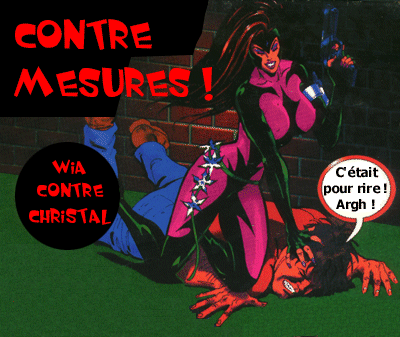 CONTRE
MESURES !
WiA
CONTRE
CHRiSTAL
C'était
pour rire !
Argh !